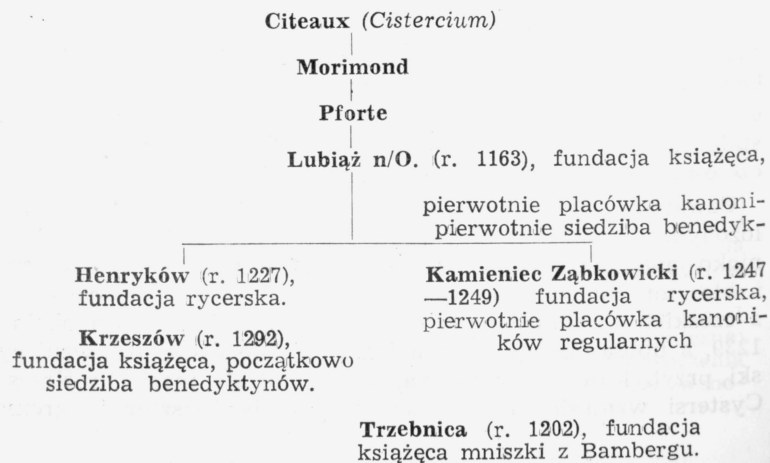 Citeaux (Cistercium)
Morimond
Pforte
Lubiąż n/O. (r. 1163), fundacja książęca,
pierwotnie placówka kanoni-
pierwotnie siedziba benedyk-
Henryków (r. 1227),
fundacja rycerska.
Kamieniec Ząbkowicki (r. 1247
—1249) fundacja rycerska,
pierwotnie placówka kanoni-
ków regularnych
Krzeszów (r. 1292),
fundacja książęca, początkowo
siedziba benedyktynów.
Trzebnica (r. 1202), fundacja
książęca mniszki z Bambergu.